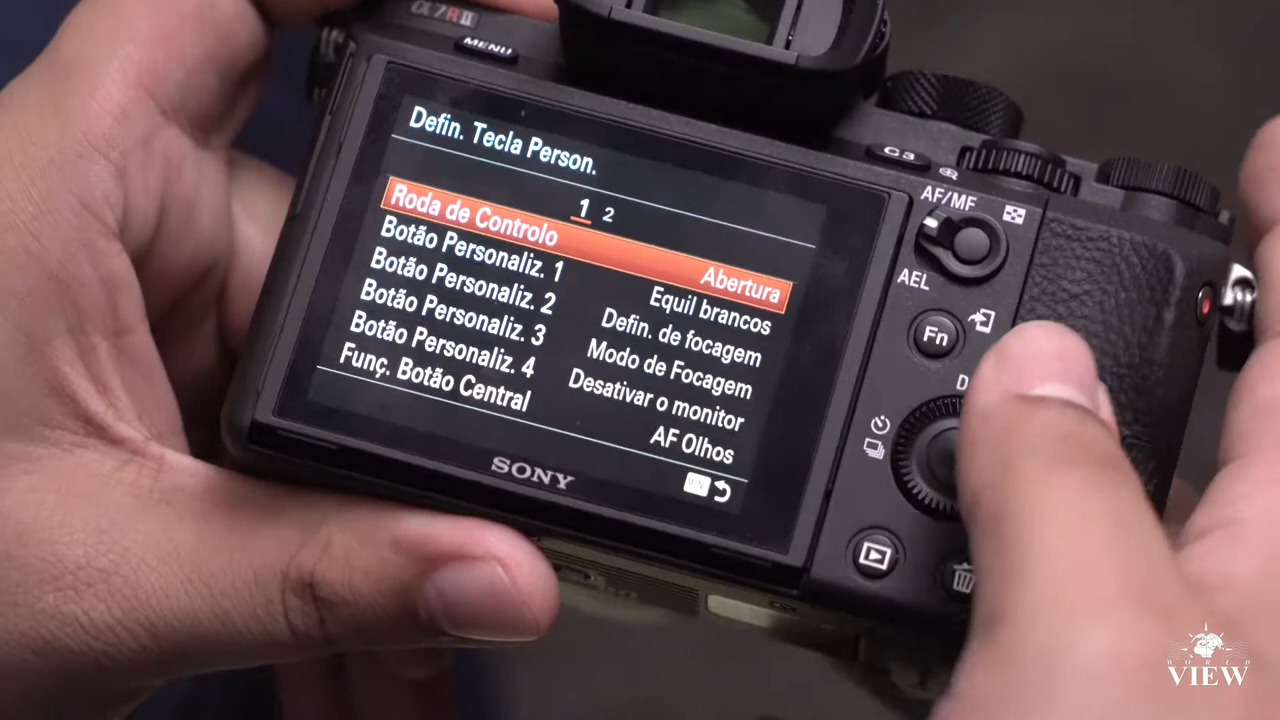 α7RII
MENU
Defin. Tecla Person.
1 2
Roda de Controlo Abertura
Botão Personaliz. 1 Equil brancos
Botão Personaliz. 2 Defin. de focagem
Botão Personaliz. 3 Modo de Focagem
Botão Personaliz. 4 Desativar o monitor
Funç. Botão Central AF Olhos
SONY
C3
AF/MF
AEL
Fn
WORLD
VIEW